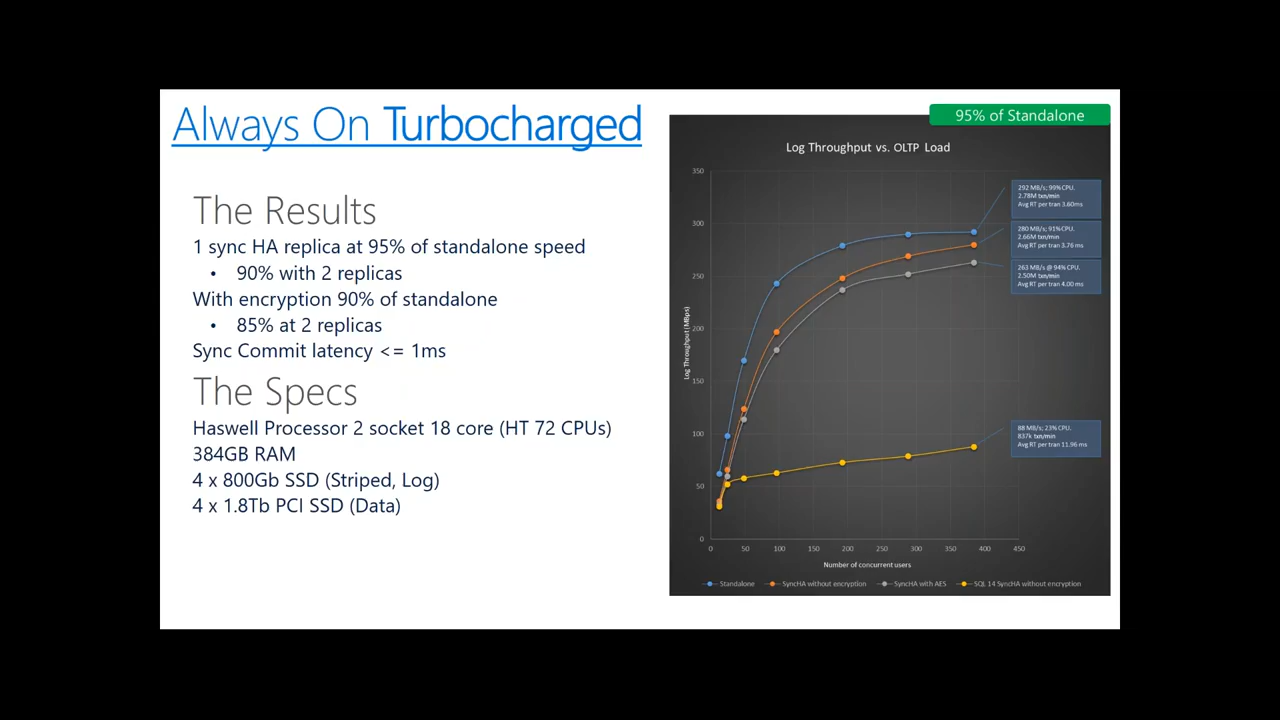 Always On Turbocharged
95% of Standalone
The Results
1 sync HA replica at 95% of standalone speed
• 90% with 2 replicas
With encryption 90% of standalone
• 85% at 2 replicas
Sync Commit latency <= 1ms
The Specs
Haswell Processor 2 socket 18 core (HT 72 CPUs)
384GB RAM
4 x 800Gb SSD (Striped, Log)
4 x 1.8Tb PCI SSD (Data)
Log Throughput vs. OLTP Load
350
300
250
200
150
100
50
0
Log Throughput (MBps)
0 50 100 150 200 250 300 350 400 450
Number of concurrent users
292 MB/s; 99% CPU.
2.78M txn/min
Avg RT per tran 3.60ms
280 MB/s; 91% CPU.
2.66M txn/min
Avg RT per tran 3.76 ms
263 MB/s @ 94% CPU.
2.50M txn/min
Avg RT per tran 4.00 ms
88 MB/s; 23% CPU.
837k txn/min
Avg RT per tran 11.96 ms
Standalone SyncHA without encryption SyncHA with AES SQL 14 SyncHA without encryption